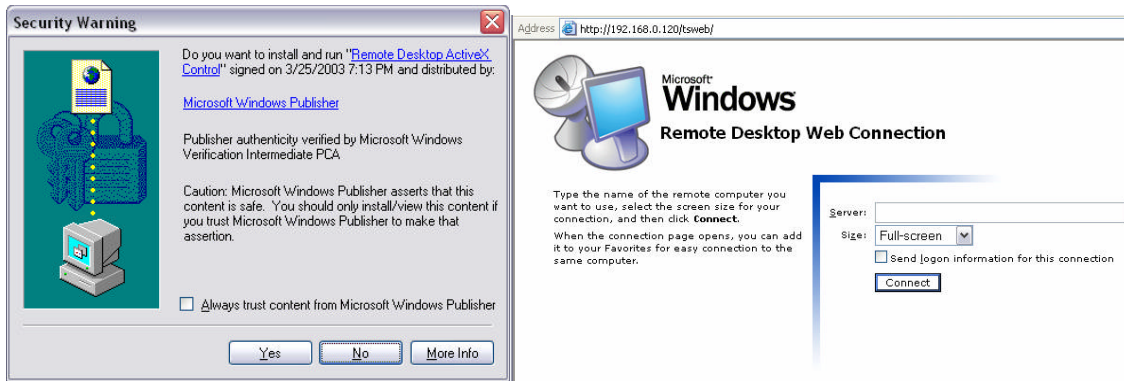 Security Warning
Do you want to install and run "Remote Desktop ActiveX
Control" signed on 3/25/2003 7:13 PM and distributed by:
Microsoft Windows Publisher
Publisher authenticity verified by Microsoft Windows
Verification Intermediate PCA
Caution: Microsoft Windows Publisher asserts that this
content is safe.  You should only install/view this content if
you trust Microsoft Windows Publisher to make that
assertion.
Always trust content from Microsoft Windows Publisher
Yes
No
More Info
Address http://192.168.0.120/tsweb/
Microsoft
Windows
Remote Desktop Web Connection
Type the name of the remote computer you
want to use, select the screen size for your
connection, and then click Connect.
When the connection page opens, you can add
it to your Favorites for easy connection to the
same computer.
Server:
Size: Full-screen
Send logon information for this connection
Connect